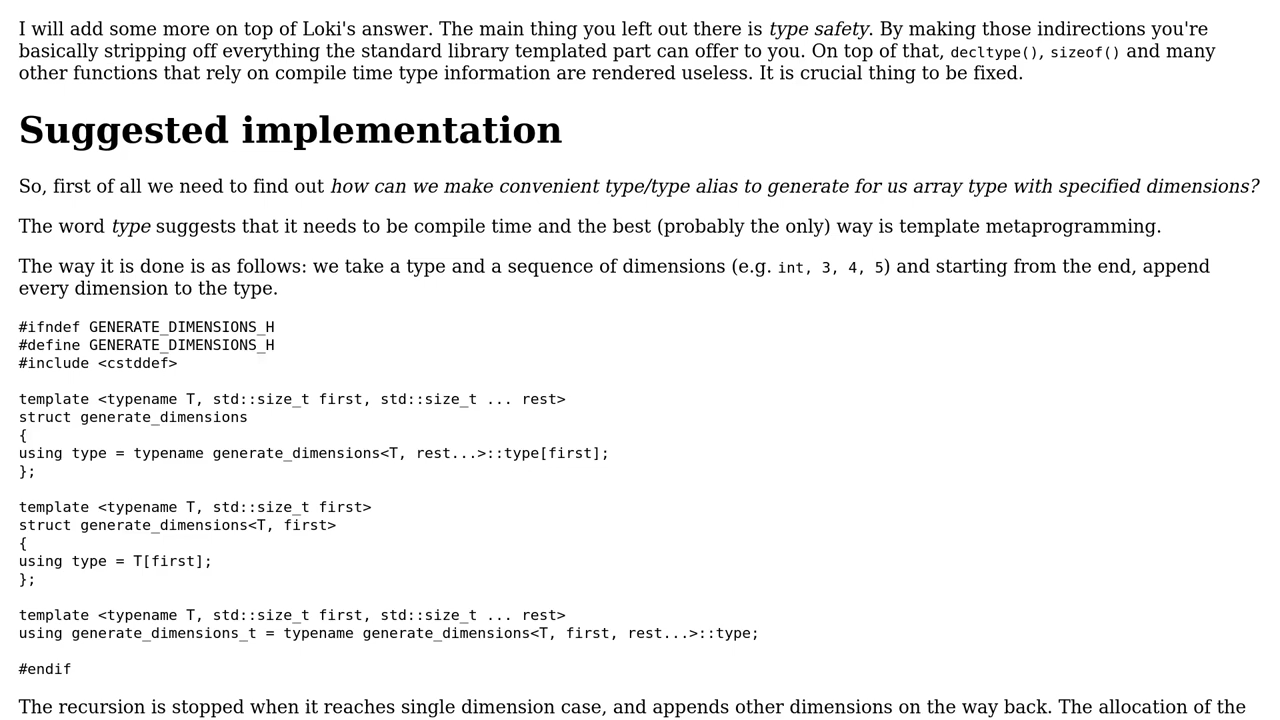 I will add some more on top of Loki's answer. The main thing you left out there is type safety. By making those indirections you're
basically stripping off everything the standard library templated part can offer to you. On top of that, decltype(), sizeof() and many
other functions that rely on compile time type information are rendered useless. It is crucial thing to be fixed.
Suggested implementation
So, first of all we need to find out how can we make convenient type/type alias to generate for us array type with specified dimensions?
The word type suggests that it needs to be compile time and the best (probably the only) way is template metaprogramming.
The way it is done is as follows: we take a type and a sequence of dimensions (e.g. int, 3, 4, 5) and starting from the end, append
every dimension to the type.
#ifndef GENERATE_DIMENSIONS_H
#define GENERATE_DIMENSIONS_H
#include <cstddef>
template <typename T, std::size_t first, std::size_t ... rest>
struct generate_dimensions
{
using type = typename generate_dimensions<T, rest...>::type[first];
};
template <typename T, std::size_t first>
struct generate_dimensions<T, first>
{
using type = T[first];
};
template <typename T, std::size_t first, std::size_t ... rest>
using generate_dimensions_t = typename generate_dimensions<T, first, rest...>::type;
#endif
The recursion is stopped when it reaches single dimension case, and appends other dimensions on the way back. The allocation of the